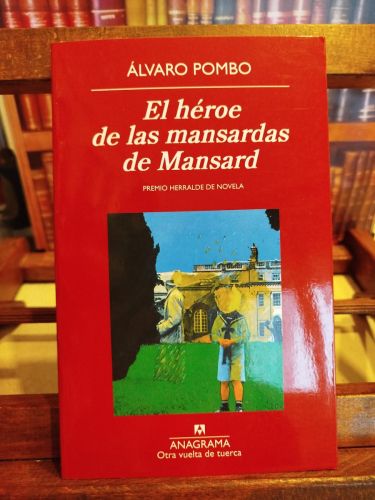 ÁLVARO POMBO
El héroe
de las mansardas
de Mansard
PREMIO HERRALDE DE NOVELA
ANAGRAMA
Otra vuelta de tuerca